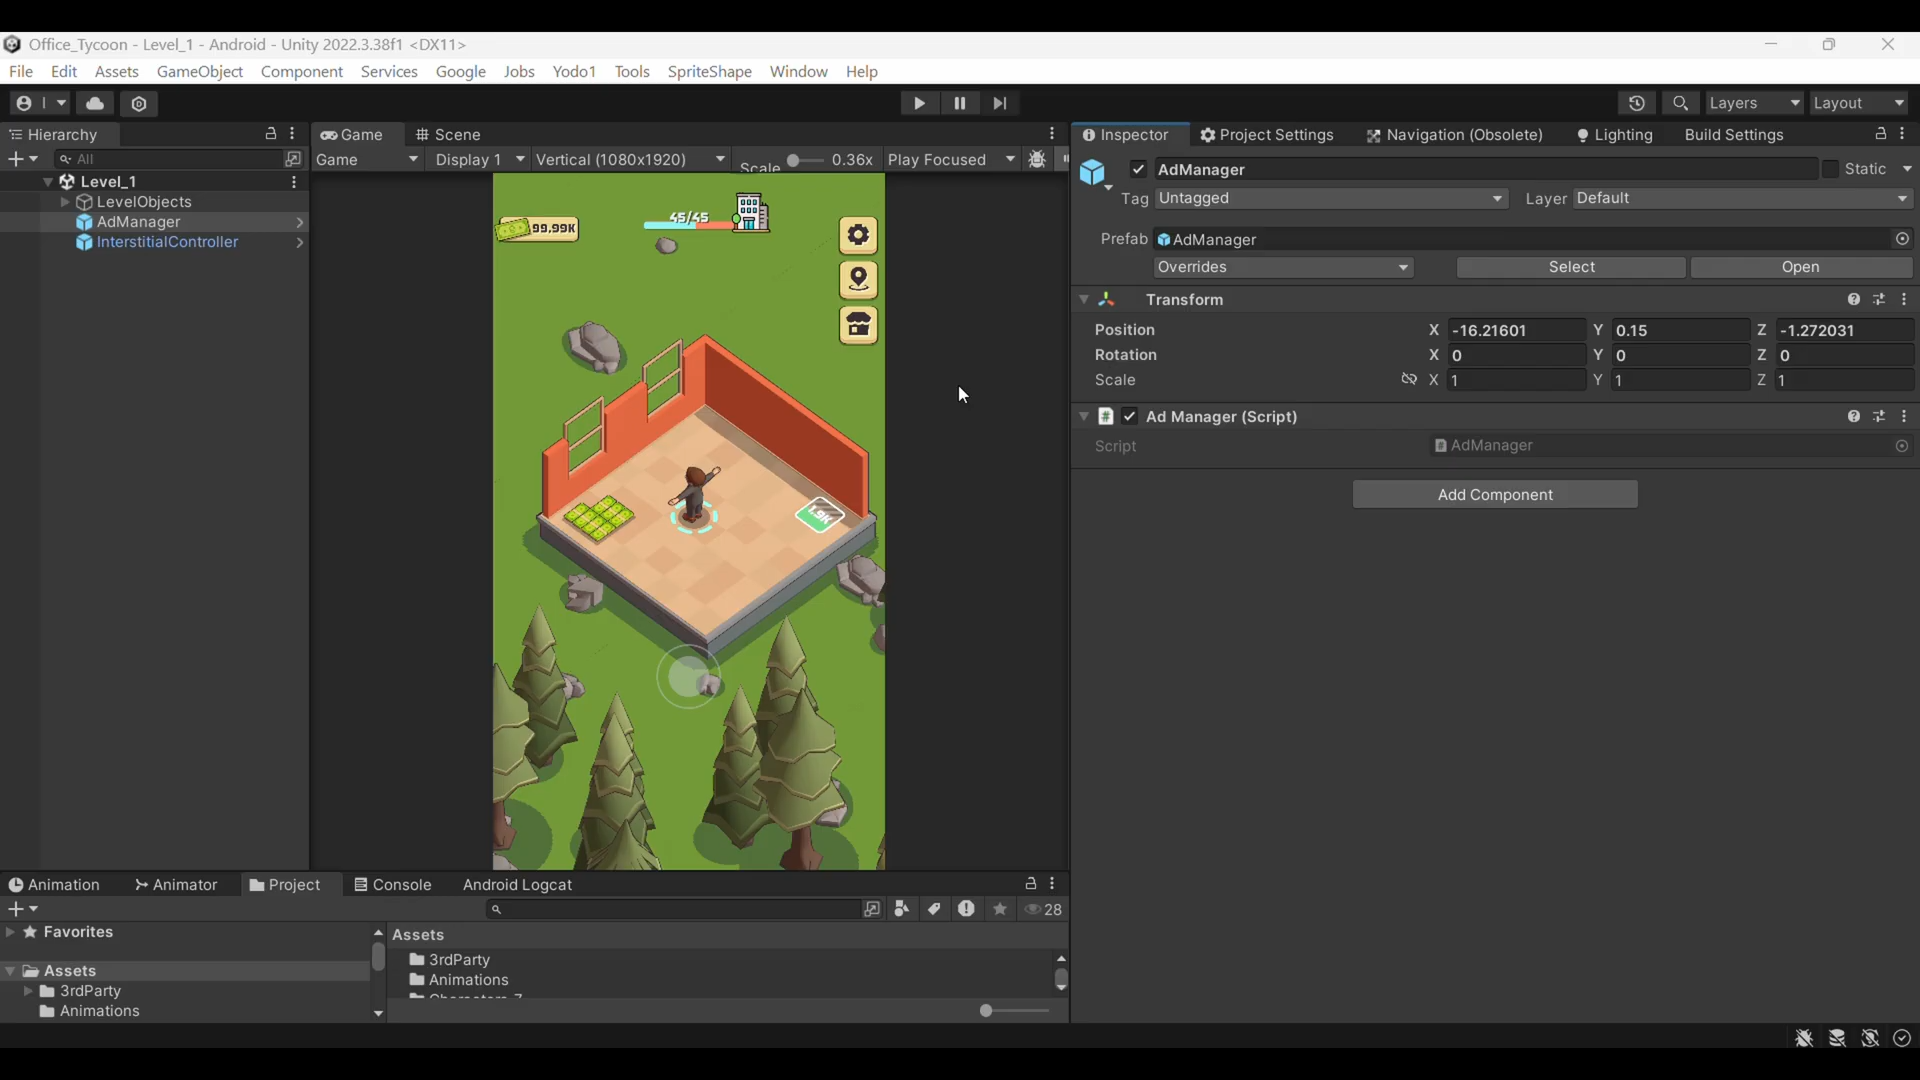 Office_Tycoon - Level_1 - Android - Unity 2022.3.38f1 <DX11>
File Edit Assets GameObject Component Services Google Jobs Yodo1 Tools SpriteShape Window Help
Layers Layout
Hierarchy
All
Level_1
LevelObjects
AdManager
InterstitialController
Game Scene
Game Display 1 Vertical (1080x1920) Scale 0.36x Play Focused
99,99K
45/45
1.9K
Inspector Project Settings Navigation (Obsolete) Lighting Build Settings
AdManager Static
Tag Untagged Layer Default
Prefab AdManager
Overrides Select Open
Transform
Position X -16.21601 Y 0.15 Z -1.272031
Rotation X 0 Y 0 Z 0
Scale X 1 Y 1 Z 1
# Ad Manager (Script)
Script AdManager
Add Component
Animation Animator Project Console Android Logcat
28
Favorites
Assets
3rdParty
Animations
Assets
3rdParty
Animations